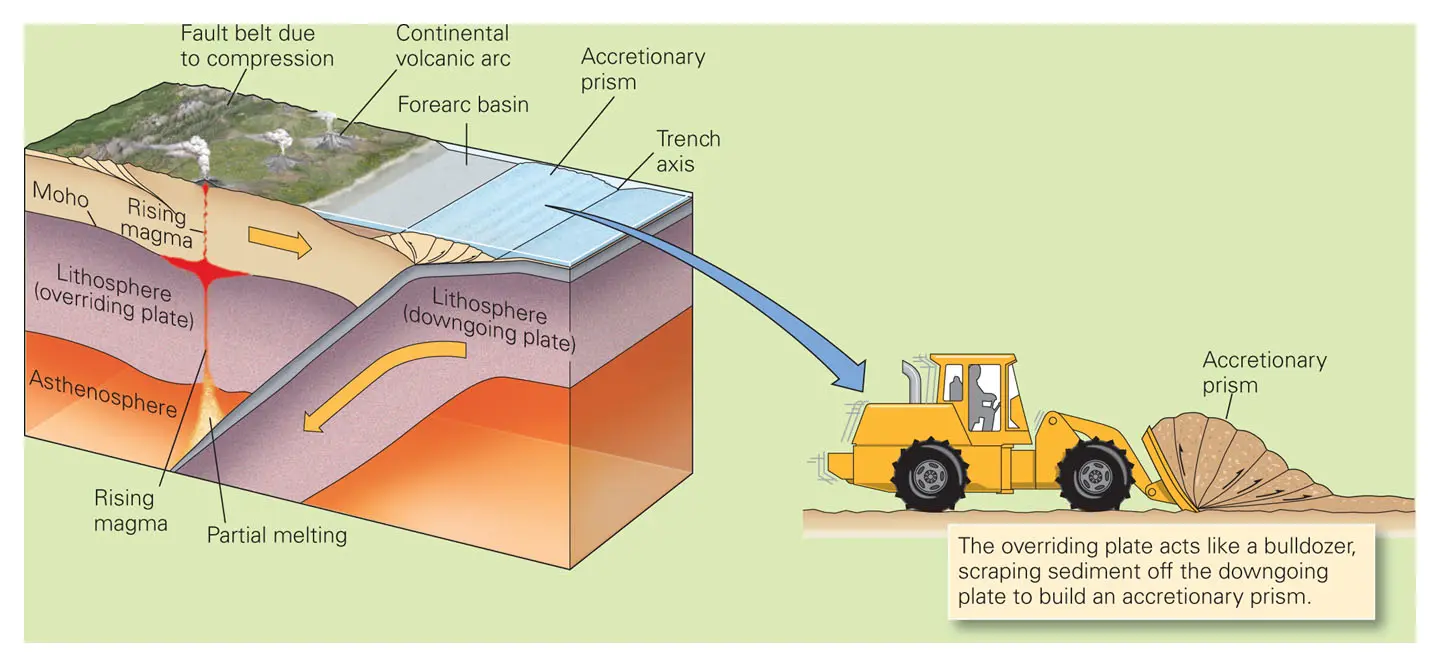 Fault belt due
to compression
Continental
volcanic arc
Accretionary
prism
Forearc basin
Trench
axis
Moho
Rising
magma
Lithosphere
(overriding plate)
Lithosphere
(downgoing plate)
Asthenosphere
Rising
magma
Partial melting
Accretionary
prism
The overriding plate acts like a bulldozer,
scraping sediment off the downgoing
plate to build an accretionary prism.